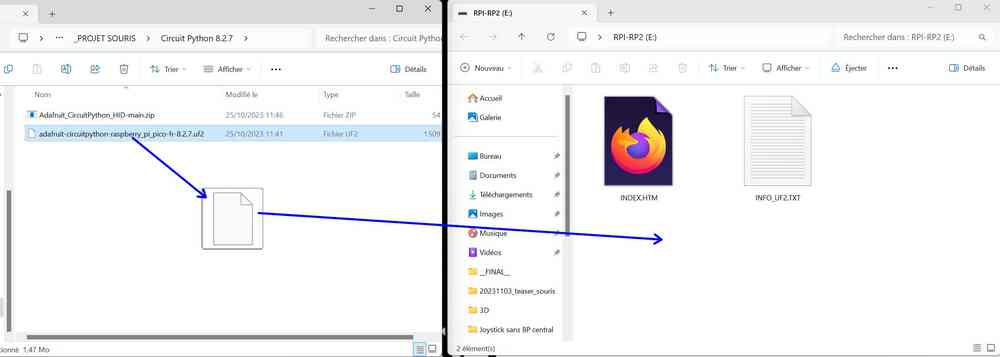 _PROJET SOURIS > Circuit Python 8.2.7 >
Rechercher dans : Circuit Pytho
Trier
Afficher
Détails
Nom
Modifié le
Type
Taille
Adafruit_CircuitPython_HID-main.zip
25/10/2023 11:46
Fichier ZIP
54
adafruit-circuitpython-raspberry_pi_pico-fr-8.2.7.uf2
25/10/2023 11:41
Fichier UF2
1 509
tionné 1,47 Mo
RPI-RP2 (E:)
RPI-RP2 (E:) >
Rechercher dans : RPI-RP2 (E:)
Nouveau
Trier
Afficher
Éjecter
Détails
Accueil
Galerie
Bureau
Documents
Téléchargements
Images
Musique
Vidéos
__FINAL__
20231103_teaser_souris
3D
Joystick sans BP central
INDEX.HTM
INFO_UF2.TXT
2 élément(s)